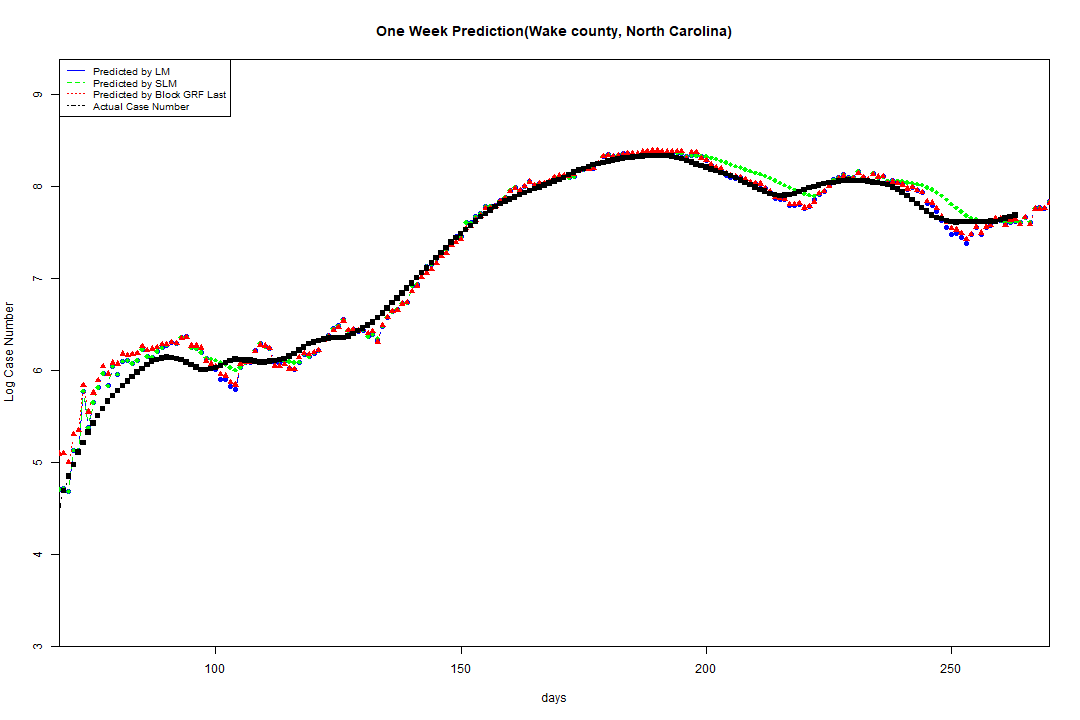 One Week Prediction(Wake county, North Carolina)
Predicted by LM
Predicted by SLM
Predicted by Block GRF Last
Actual Case Number
9
8
7
6
5
4
3
Log Case Number
100 150 200 250
days